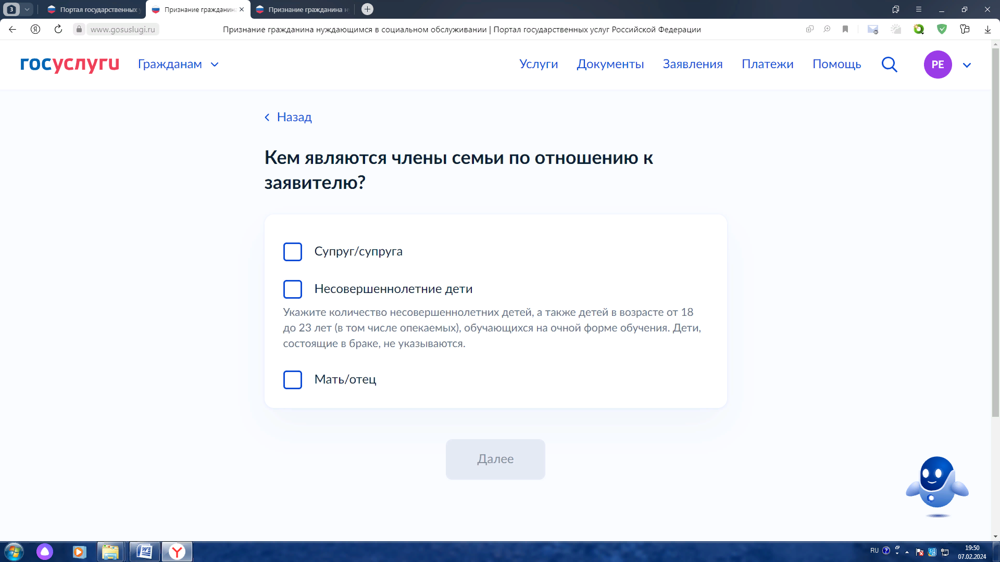 3
Портал государственных
Признание гражданина
Признание гражданина
www.gosuslugi.ru
Признание гражданина нуждающимся в социальном обслуживании | Портал государственных услуг Российской Федерации
госуслуги
Гражданам
Услуги
Документы
Заявления
Платежи
Помощь
РЕ
Назад
Кем являются члены семьи по отношению к
заявителю?
Супруг/супруга
Несовершеннолетние дети
Укажите количество несовершеннолетних детей, а также детей в возрасте от 18
до 23 лет (в том числе опекаемых), обучающихся на очной форме обучения. Дети,
состоящие в браке, не указываются.
Мать/отец
Далее
RU
19:50
07.02.2024